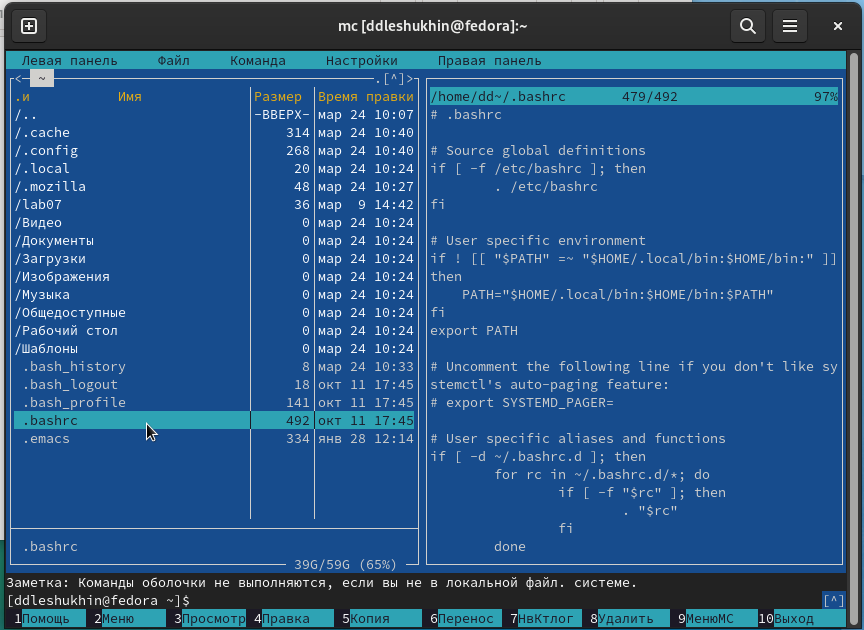 mc [ddleshukhin@fedora]:~
Левая панель Файл Команда Настройки Правая панель
<─ ~ .[^]>
.и Имя Размер Время правки
/.. -ВВЕРХ- мар 24 10:07
/.cache 314 мар 24 10:40
/.config 268 мар 24 10:40
/.local 20 мар 24 10:24
/.mozilla 48 мар 24 10:27
/lab07 36 мар 9 14:42
/Видео 0 мар 24 10:24
/Документы 0 мар 24 10:24
/Загрузки 0 мар 24 10:24
/Изображения 0 мар 24 10:24
/Музыка 0 мар 24 10:24
/Общедоступные 0 мар 24 10:24
/Рабочий стол 0 мар 24 10:24
/Шаблоны 0 мар 24 10:24
.bash_history 8 мар 24 10:33
.bash_logout 18 окт 11 17:45
.bash_profile 141 окт 11 17:45
.bashrc 492 окт 11 17:45
.emacs 334 янв 28 12:14
.bashrc
39G/59G (65%)
/home/dd~/.bashrc 479/492 97%
# .bashrc
# Source global definitions
if [ -f /etc/bashrc ]; then
. /etc/bashrc
fi
# User specific environment
if ! [[ "$PATH" =~ "$HOME/.local/bin:$HOME/bin:" ]]
then
PATH="$HOME/.local/bin:$HOME/bin:$PATH"
fi
export PATH
# Uncomment the following line if you don't like sy
stemctl's auto-paging feature:
# export SYSTEMD_PAGER=
# User specific aliases and functions
if [ -d ~/.bashrc.d ]; then
for rc in ~/.bashrc.d/*; do
if [ -f "$rc" ]; then
. "$rc"
fi
done
Заметка: Команды оболочки не выполняются, если вы не в локальной файл. системе.
[ddleshukhin@fedora ~]$ [^]
1Помощь 2Меню 3Просмотр 4Правка 5Копия 6Перенос 7НвКтлог 8Удалить 9МенюМС 10Выход